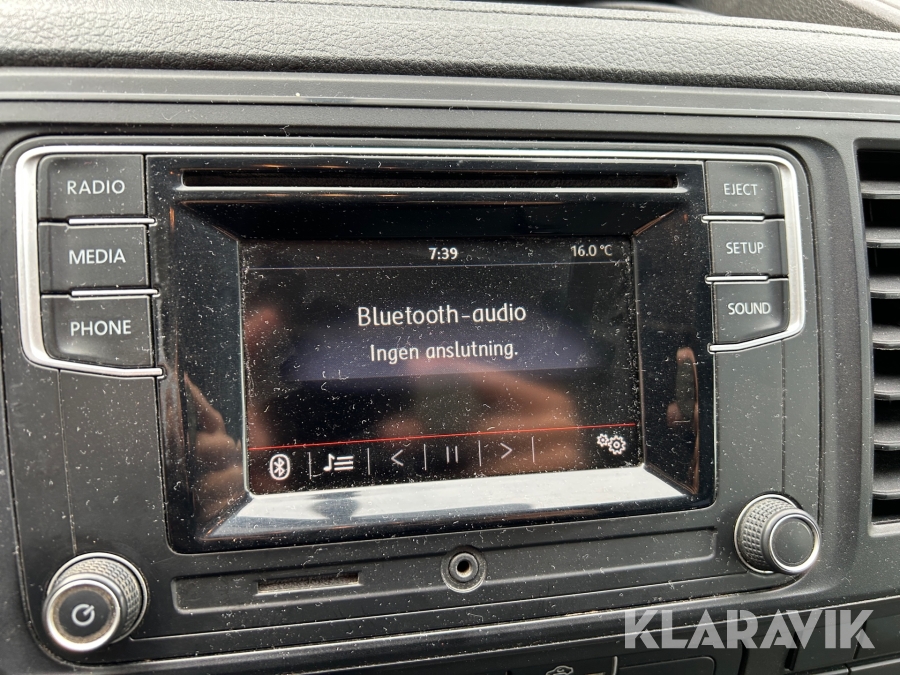 RADIO
MEDIA
PHONE
EJECT
SETUP
SOUND
7:39 16.0 °C
Bluetooth-audio
Ingen anslutning.
KLARAVIK